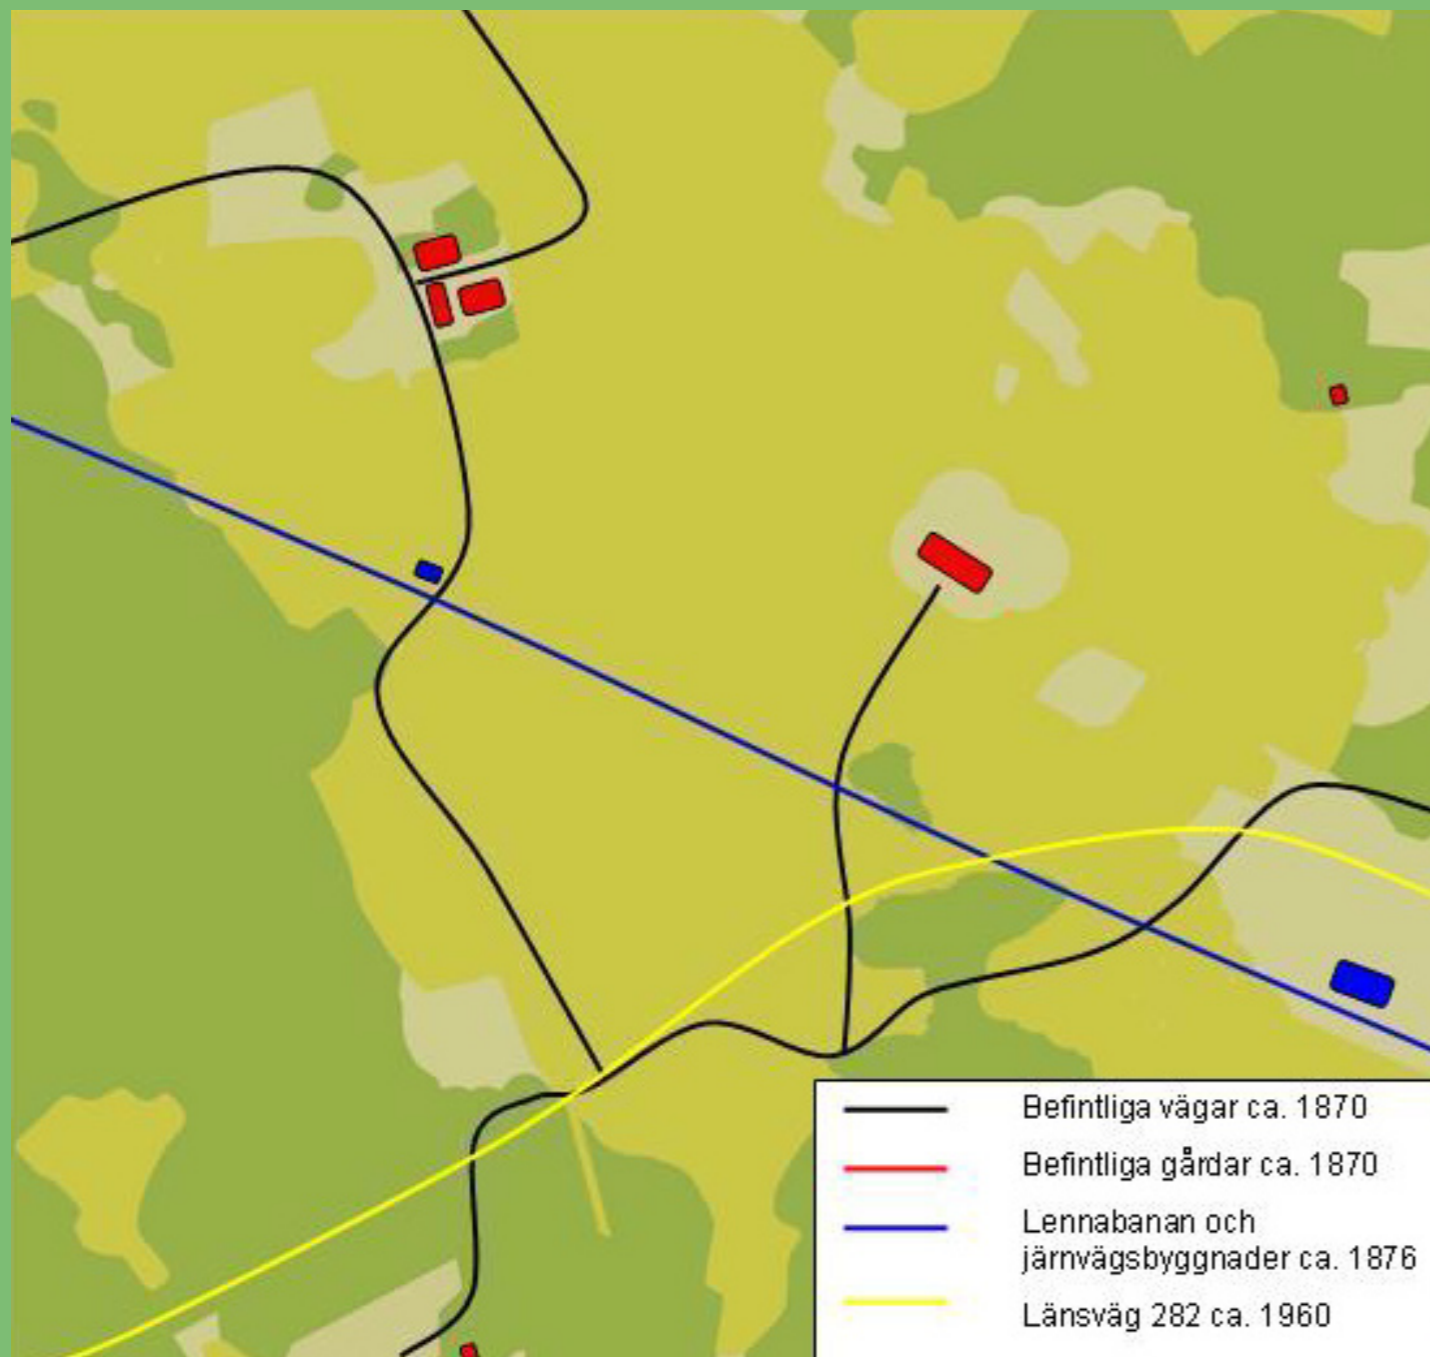 Befintliga vägar ca. 1870
Befintliga gårdar ca. 1870
Lennabanan och
järnvägsbyggnader ca. 1876
Länsväg 282 ca. 1960